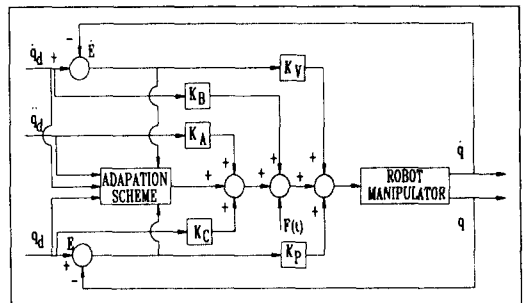 q̇d
+
−
Ė
KV
KB
q̈d
KA
ADAPATION
SCHEME
+
+
+
+
+
+
+
+
+
F(t)
ROBOT
MANIPULATOR
q̇
q
KC
qd
E
+
−
KP